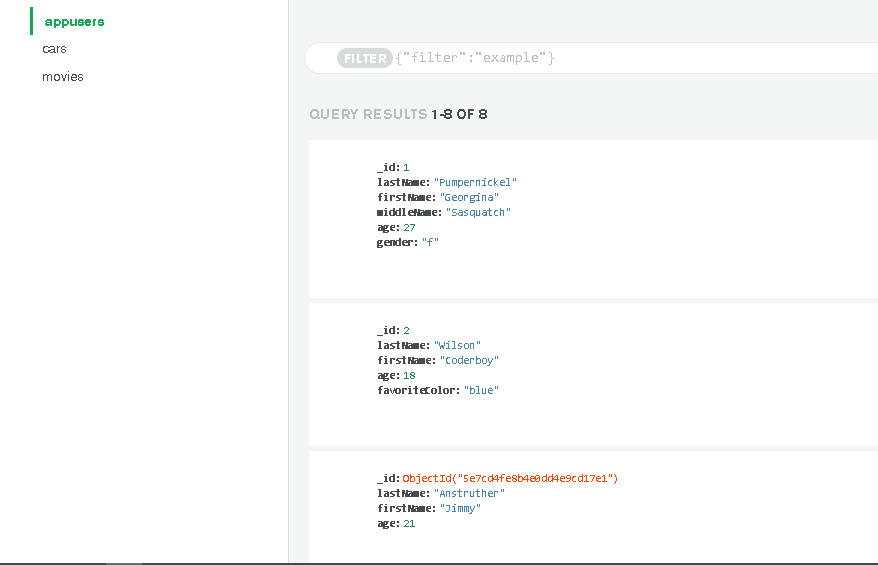 appusers
cars
movies
FILTER {"filter":"example"}
QUERY RESULTS 1-8 OF 8
_id: 1
lastName: "Pumpernickel"
firstName: "Georgina"
middleName: "Sasquatch"
age: 27
gender: "f"
_id: 2
lastName: "Wilson"
firstName: "Coderboy"
age: 18
favoriteColor: "blue"
_id: ObjectId("5e7cd4fe8b4e0dd4e9cd17e1")
lastName: "Anstruther"
firstName: "Jimmy"
age: 21